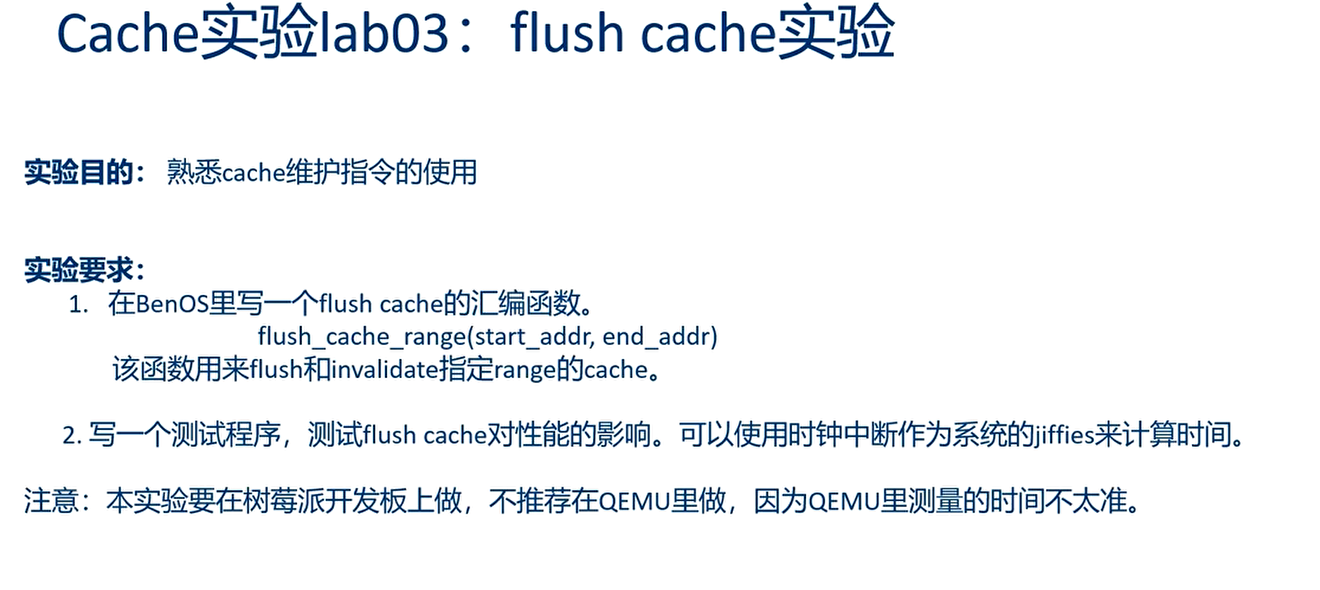 Cache实验lab03：flush cache实验
实验目的： 熟悉cache维护指令的使用
实验要求：
1. 在BenOS里写一个flush cache的汇编函数。
flush_cache_range(start_addr, end_addr)
该函数用来flush和invalidate指定range的cache。
2. 写一个测试程序，测试flush cache对性能的影响。可以使用时钟中断作为系统的jiffies来计算时间。
注意：本实验要在树莓派开发板上做，不推荐在QEMU里做，因为QEMU里测量的时间不太准。